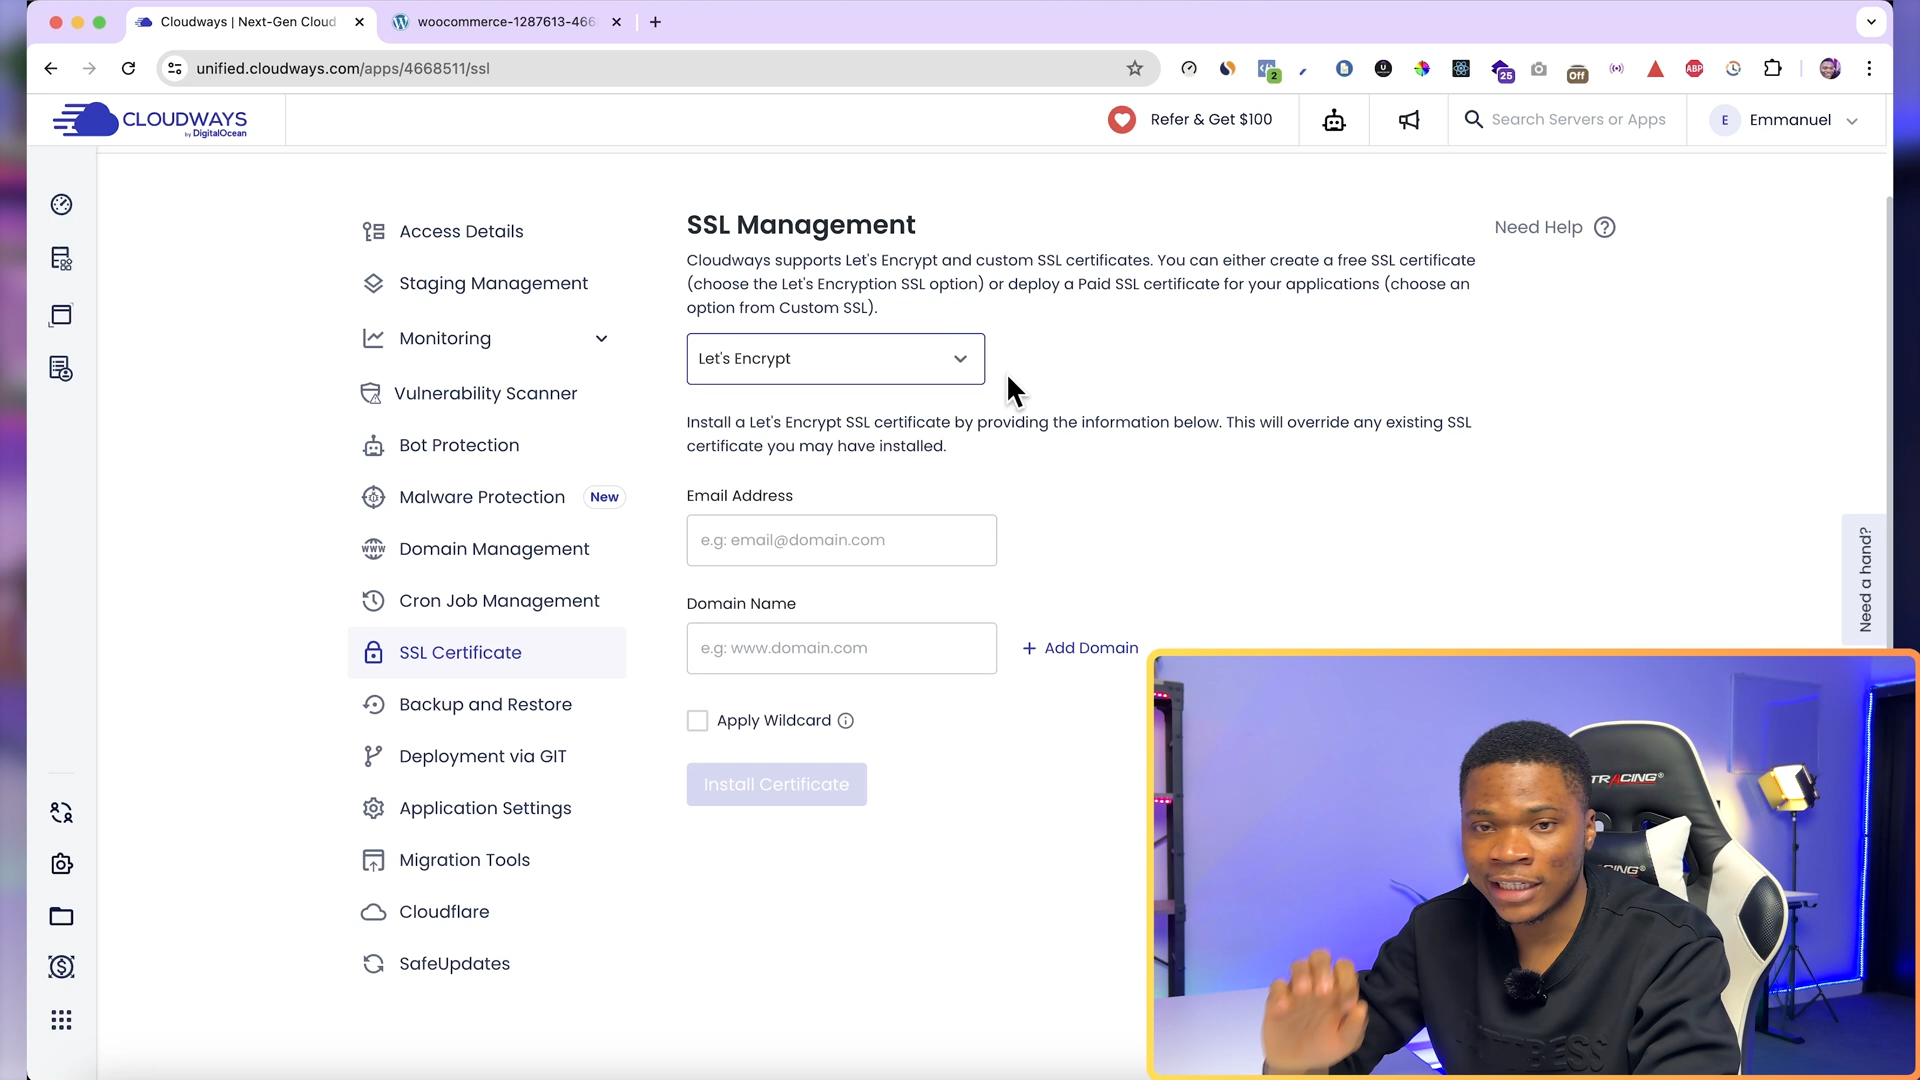 Cloudways | Next-Gen Cloud
woocommerce-1287613-466
unified.cloudways.com/apps/4668511/ssl
2
25
Off
ABP
CLOUDWAYS
by DigitalOcean
Refer & Get $100
Search Servers or Apps
E
Emmanuel
Access Details
Staging Management
Monitoring
Vulnerability Scanner
Bot Protection
Malware Protection New
Domain Management
Cron Job Management
SSL Certificate
Backup and Restore
Deployment via GIT
Application Settings
Migration Tools
Cloudflare
SafeUpdates
SSL Management
Need Help
Cloudways supports Let's Encrypt and custom SSL certificates. You can either create a free SSL certificate
(choose the Let's Encryption SSL option) or deploy a Paid SSL certificate for your applications (choose an
option from Custom SSL).
Let's Encrypt
Install a Let's Encrypt SSL certificate by providing the information below. This will override any existing SSL
certificate you may have installed.
Email Address
e.g: email@domain.com
Domain Name
e.g: www.domain.com
+ Add Domain
Apply Wildcard
Install Certificate
Need a hand?
TRACING